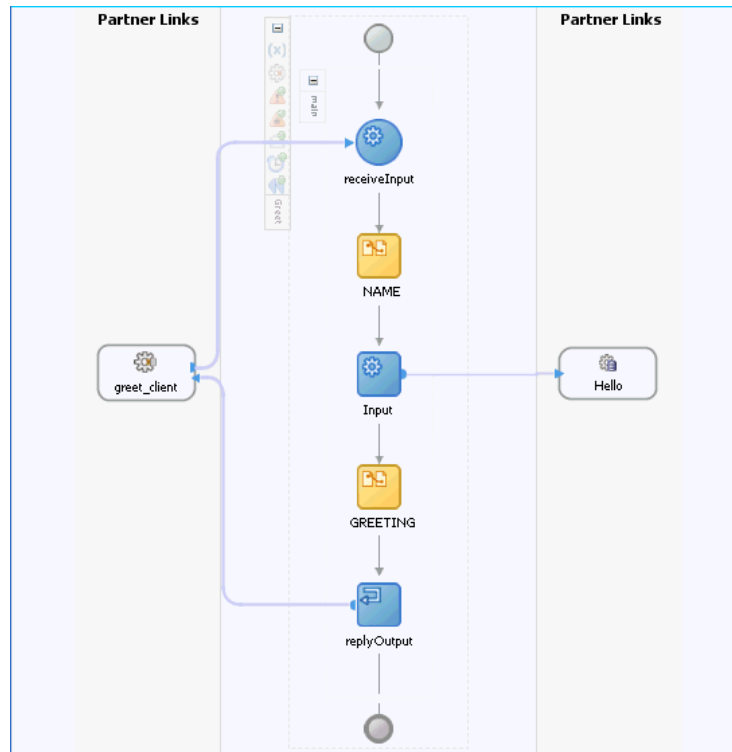 Partner Links
Partner Links
(x)
main
Greet
receiveInput
NAME
greet_client
Input
Hello
GREETING
replyOutput